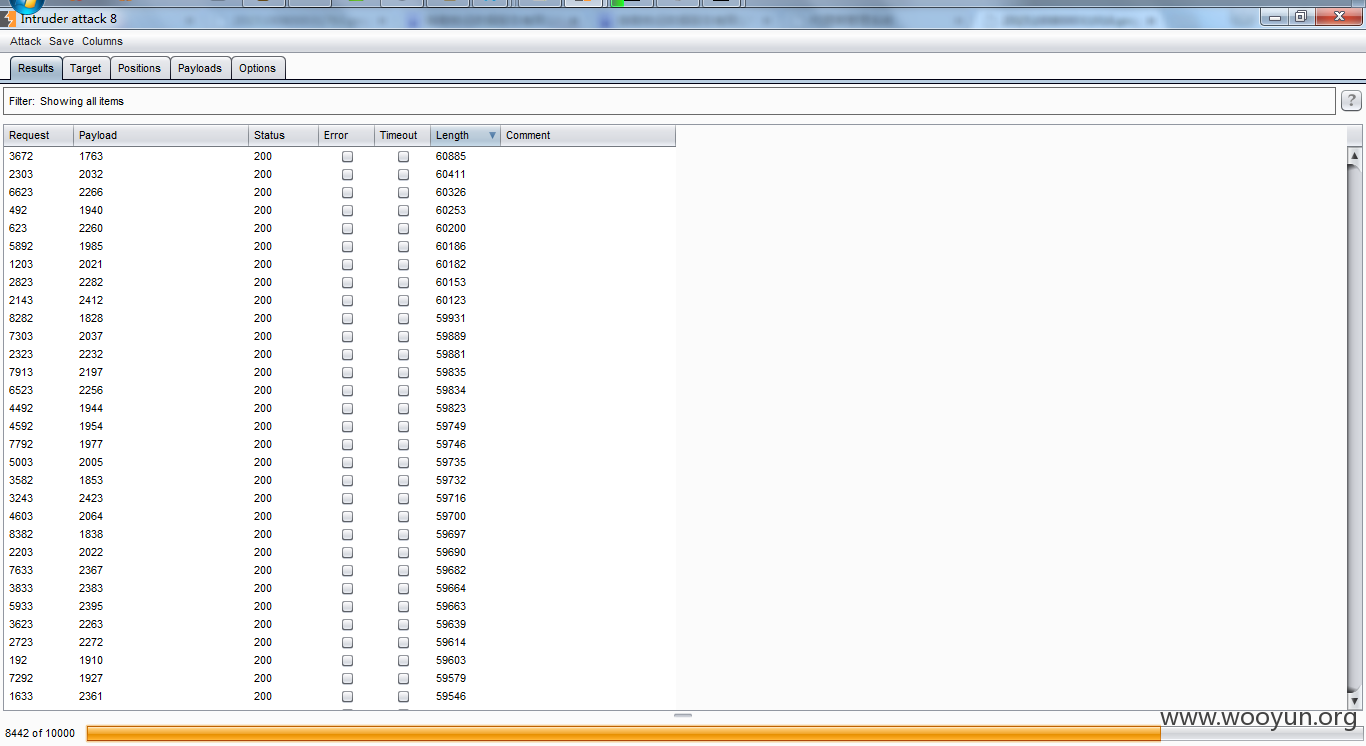 Intruder attack 8
Attack Save Columns
Results Target Positions Payloads Options
Filter: Showing all items
?
Request Payload Status Error Timeout Length Comment
3672 1763 200 60885
2303 2032 200 60411
6623 2266 200 60326
492 1940 200 60253
623 2260 200 60200
5892 1985 200 60186
1203 2021 200 60182
2823 2282 200 60153
2143 2412 200 60123
8282 1828 200 59931
7303 2037 200 59889
2323 2232 200 59881
7913 2197 200 59835
6523 2256 200 59834
4492 1944 200 59823
4592 1954 200 59749
7792 1977 200 59746
5003 2005 200 59735
3582 1853 200 59732
3243 2423 200 59716
4603 2064 200 59700
8382 1838 200 59697
2203 2022 200 59690
7633 2367 200 59682
3833 2383 200 59664
5933 2395 200 59663
3623 2263 200 59639
2723 2272 200 59614
192 1910 200 59603
7292 1927 200 59579
1633 2361 200 59546
www.wooyun.org
8442 of 10000